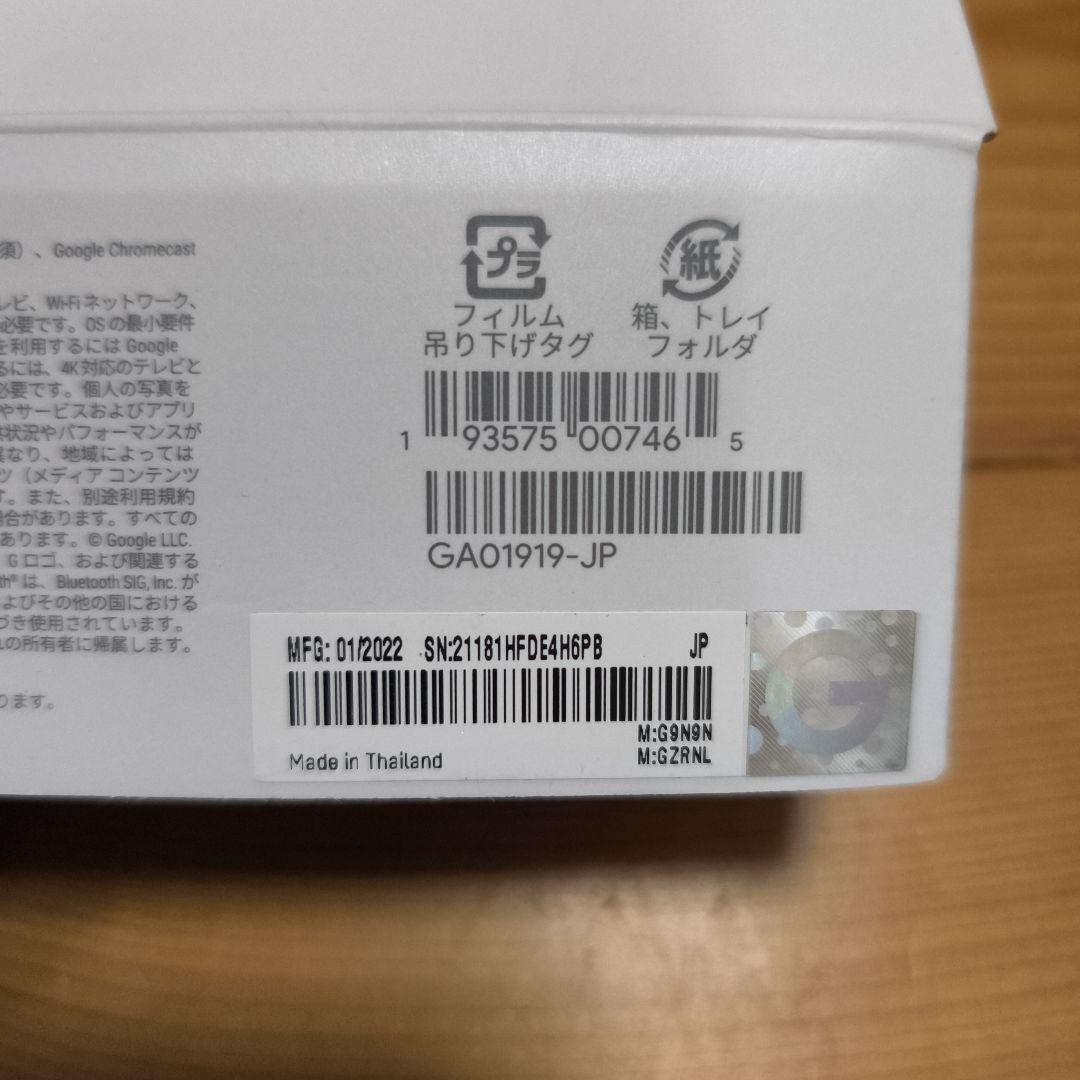 須）、Google Chromecast
レビ、Wi-Fi ネットワーク、
必要です。OS の最小要件
を利用するには Google
るには、4K 対応のテレビと
必要です。個人の写真を
やサービスおよびアプリ
状況やパフォーマンスが
異なり、地域によっては
ツ（メディア コンテンツ
す。また、別途利用規約
場合があります。すべての
あります。© Google LLC.
G ロゴ、および関連する
th® は、Bluetooth SIG, Inc. が
よびその他の国における
づき使用されています。
れの所有者に帰属します。
ります。
プラ
フィルム
吊り下げタグ
紙
箱、トレイ
フォルダ
1 93575 00746 5
GA01919-JP
MFG: 01/2022 SN:21181HFDE4H6PB JP
M:G9N9N
M:GZRNL
Made in Thailand
G